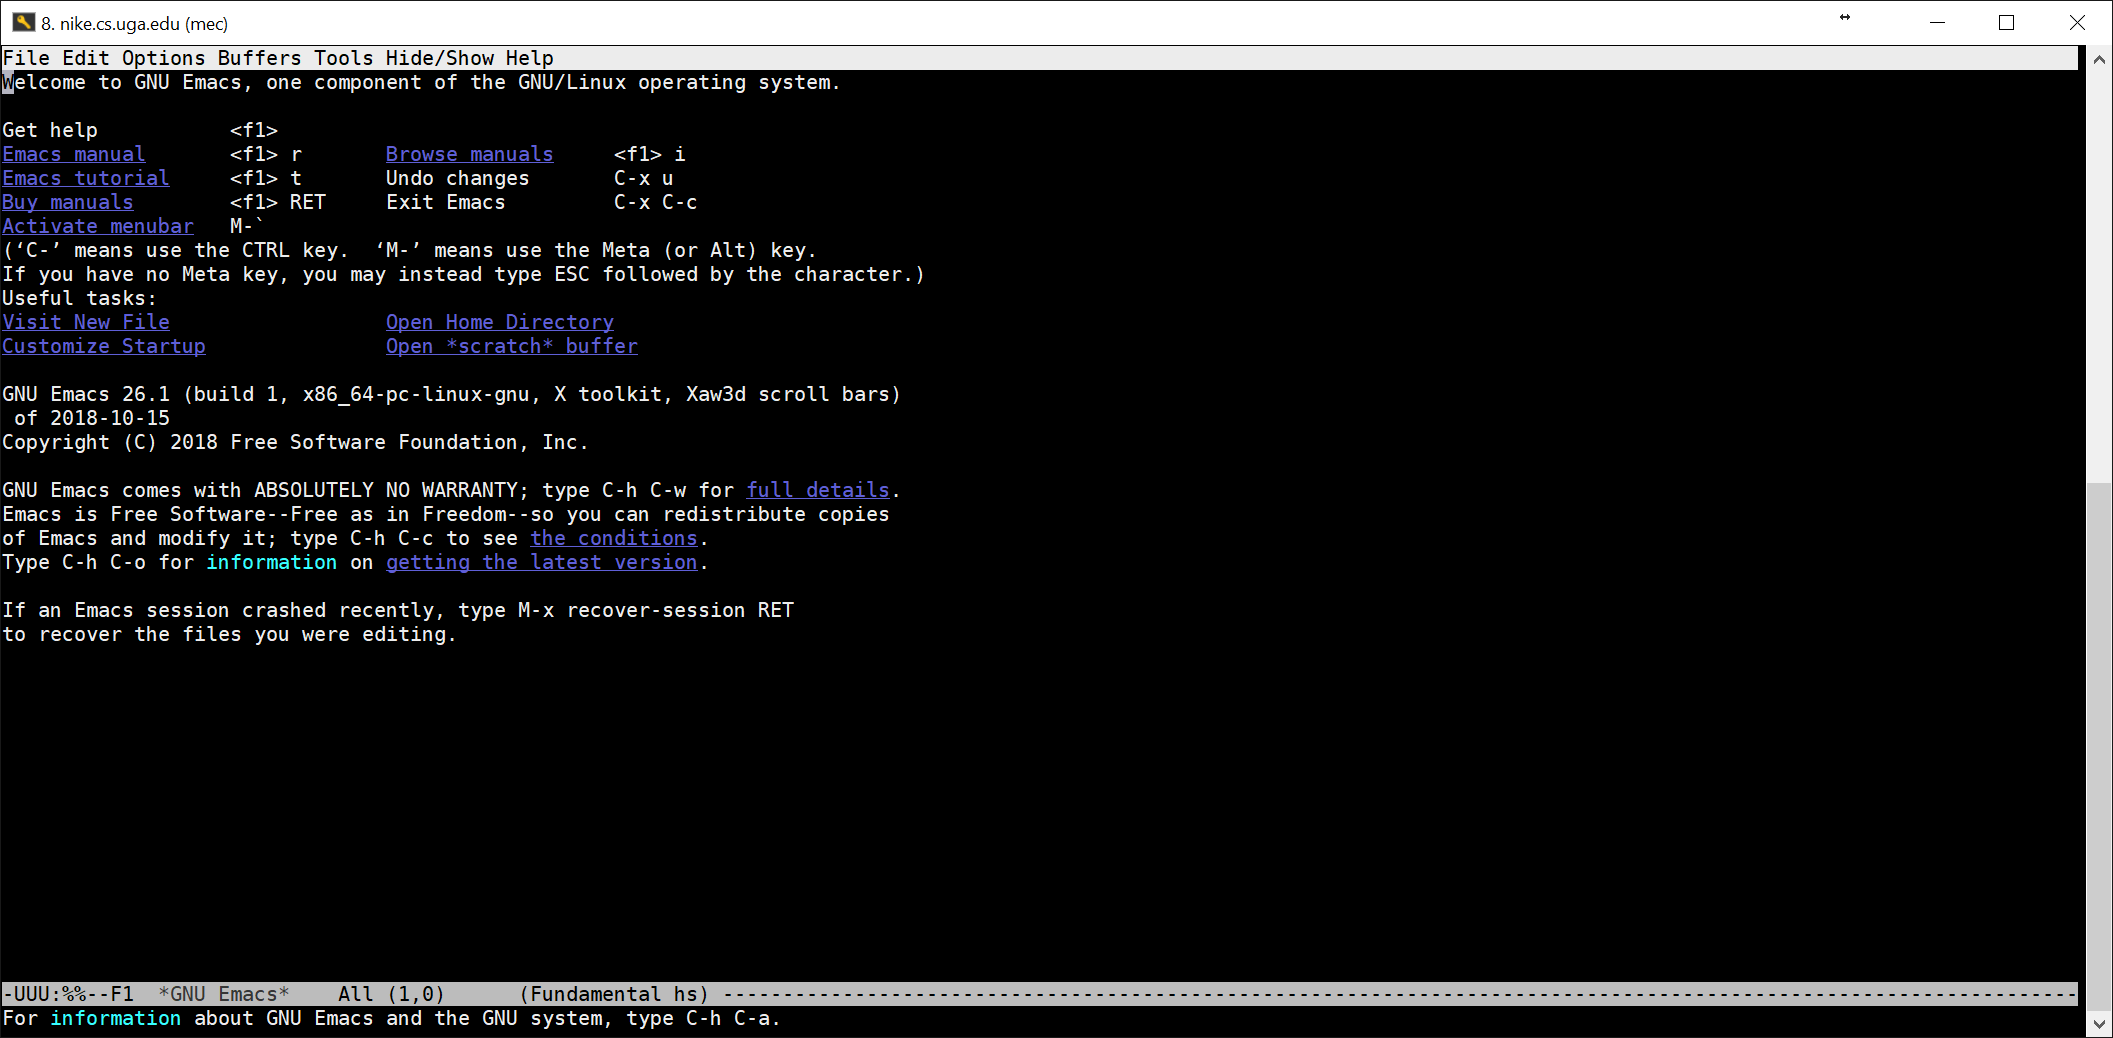 8. nike.cs.uga.edu (mec)
File Edit Options Buffers Tools Hide/Show Help
Welcome to GNU Emacs, one component of the GNU/Linux operating system.
Get help <f1>
Emacs manual <f1> r Browse manuals <f1> i
Emacs tutorial <f1> t Undo changes C-x u
Buy manuals <f1> RET Exit Emacs C-x C-c
Activate menubar M-`
(‘C-’ means use the CTRL key. ‘M-’ means use the Meta (or Alt) key.
If you have no Meta key, you may instead type ESC followed by the character.)
Useful tasks:
Visit New File Open Home Directory
Customize Startup Open *scratch* buffer
GNU Emacs 26.1 (build 1, x86_64-pc-linux-gnu, X toolkit, Xaw3d scroll bars)
of 2018-10-15
Copyright (C) 2018 Free Software Foundation, Inc.
GNU Emacs comes with ABSOLUTELY NO WARRANTY; type C-h C-w for full details.
Emacs is Free Software--Free as in Freedom--so you can redistribute copies
of Emacs and modify it; type C-h C-c to see the conditions.
Type C-h C-o for information on getting the latest version.
If an Emacs session crashed recently, type M-x recover-session RET
to recover the files you were editing.
-UUU:%%--F1 *GNU Emacs* All (1,0) (Fundamental hs) -----------------------------------------------------------------------------------------------------------------
For information about GNU Emacs and the GNU system, type C-h C-a.